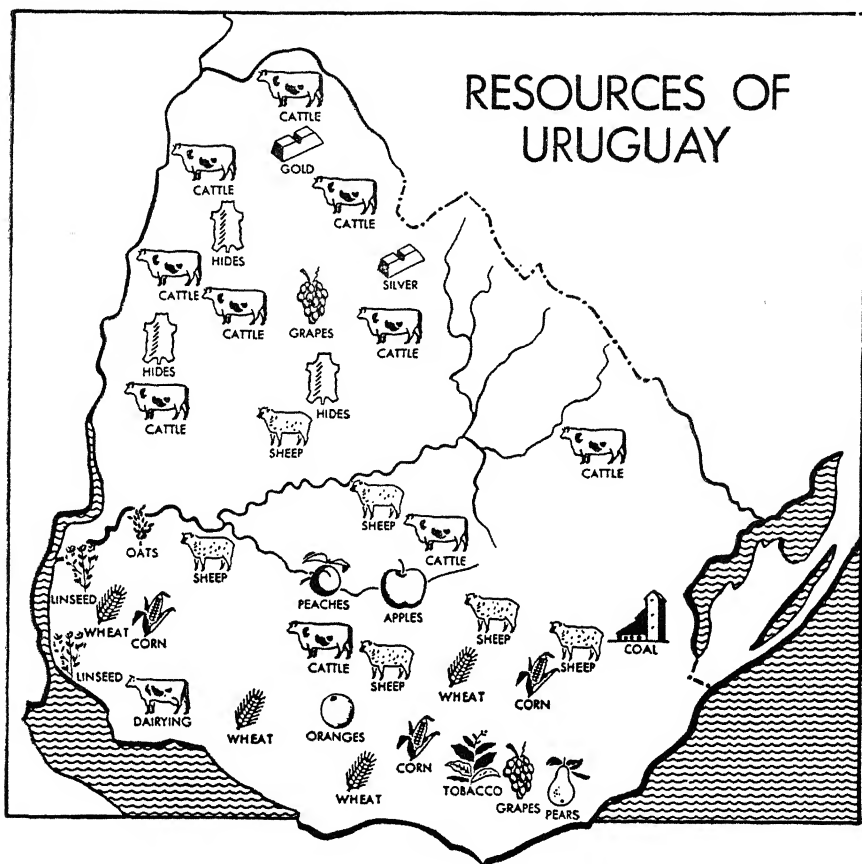 RESOURCES OF
URUGUAY
CATTLE
GOLD
CATTLE
CATTLE
HIDES
SILVER
CATTLE
CATTLE
GRAPES
CATTLE
HIDES
HIDES
CATTLE
SHEEP
CATTLE
SHEEP
OATS
CATTLE
SHEEP
LINSEED
PEACHES
APPLES
WHEAT
CORN
SHEEP
COAL
CATTLE
SHEEP
SHEEP
LINSEED
WHEAT
CORN
DAIRYING
WHEAT
ORANGES
CORN
WHEAT
TOBACCO
GRAPES
PEARS